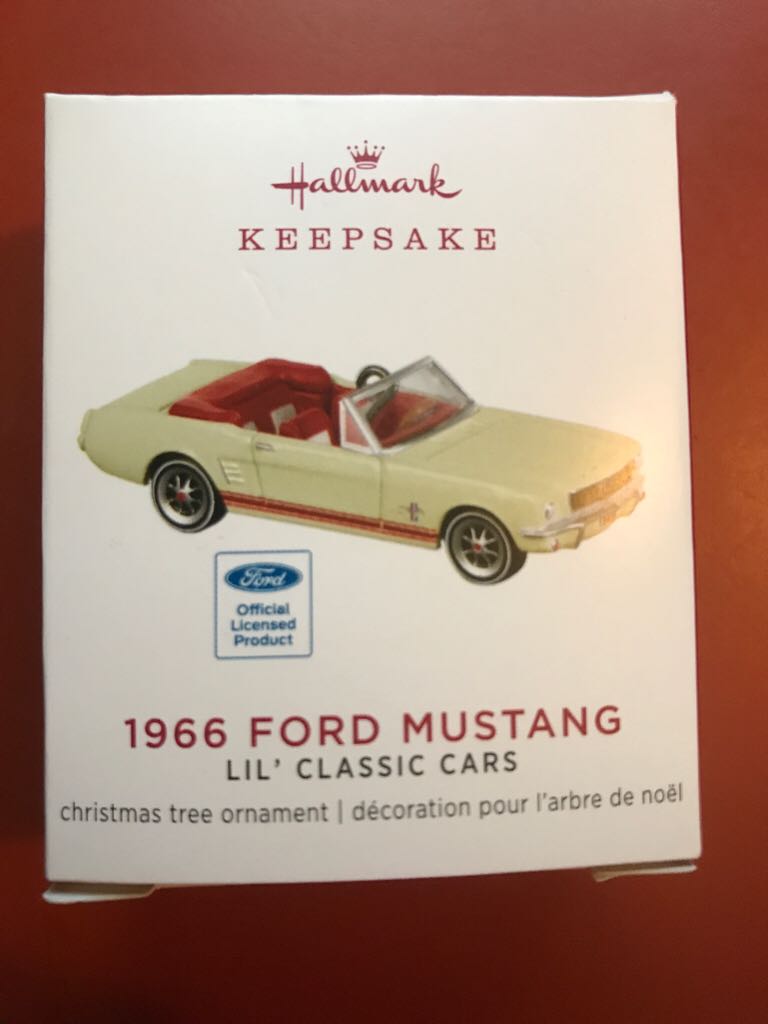 Hallmark
KEEPSAKE
Ford
Official
Licensed
Product
1966 FORD MUSTANG
LIL' CLASSIC CARS
christmas tree ornament | décoration pour l'arbre de noël